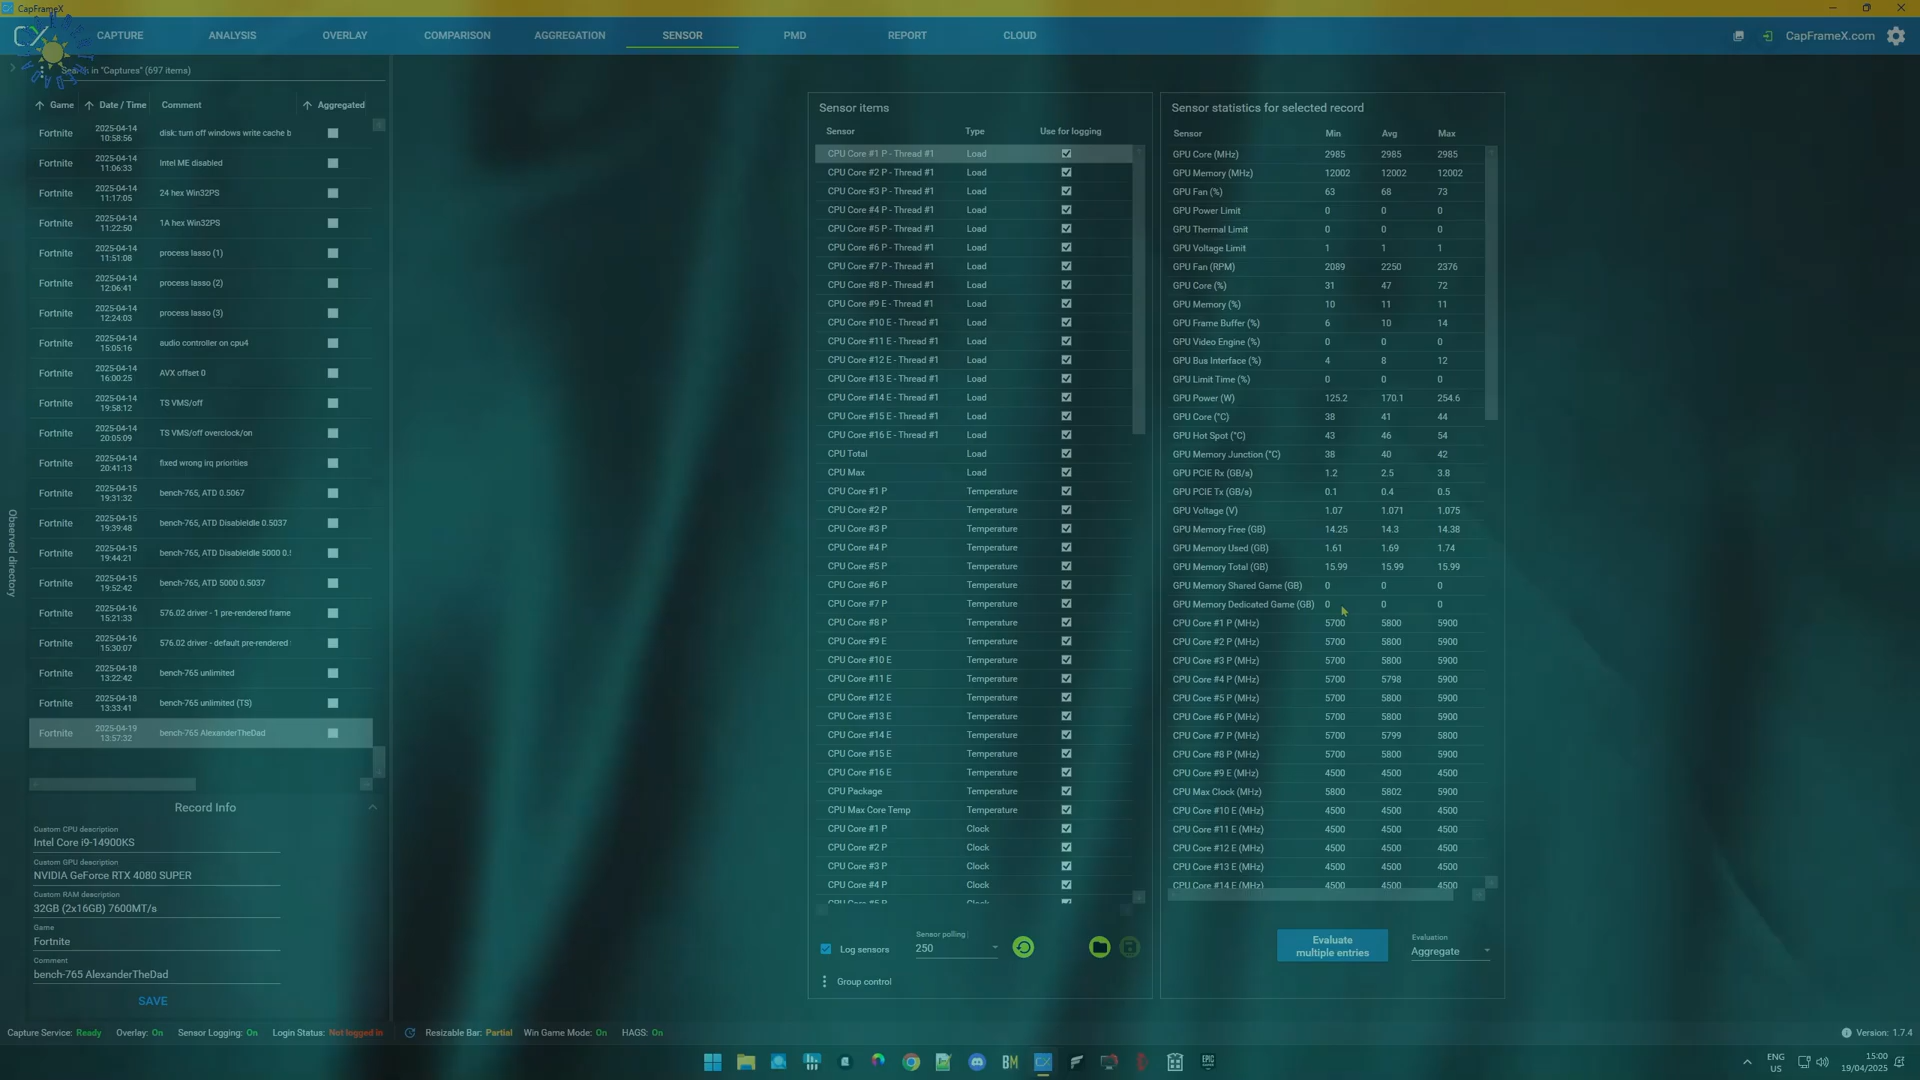 CapFrameX
CX
CAPTURE
ANALYSIS
OVERLAY
COMPARISON
AGGREGATION
SENSOR
PMD
REPORT
CLOUD
CapFrameX.com
in "Captures" (697 items)
Game Date / Time Comment Aggregated
Fortnite 2025-04-14 10:58:56 disk: turn off windows write cache b
Fortnite 2025-04-14 11:06:33 Intel ME disabled
Fortnite 2025-04-14 11:17:05 24 hex Win32PS
Fortnite 2025-04-14 11:22:50 1A hex Win32PS
Fortnite 2025-04-14 11:51:08 process lasso (1)
Fortnite 2025-04-14 12:06:41 process lasso (2)
Fortnite 2025-04-14 12:24:03 process lasso (3)
Fortnite 2025-04-14 15:05:16 audio controller on cpu4
Fortnite 2025-04-14 16:00:25 AVX offset 0
Fortnite 2025-04-14 19:58:12 TS VMS/off
Fortnite 2025-04-14 20:05:09 TS VMS/off overclock/on
Fortnite 2025-04-14 20:41:13 fixed wrong irq priorities
Fortnite 2025-04-15 19:31:32 bench-765, ATD 0.5067
Fortnite 2025-04-15 19:39:48 bench-765, ATD DisableIdle 0.5037
Fortnite 2025-04-15 19:44:21 bench-765, ATD DisableIdle 5000 0.5
Fortnite 2025-04-15 19:52:42 bench-765, ATD 5000 0.5037
Fortnite 2025-04-16 15:21:33 576.02 driver - 1 pre-rendered frame
Fortnite 2025-04-16 15:30:07 576.02 driver - default pre-rendered
Fortnite 2025-04-18 13:22:42 bench-765 unlimited
Fortnite 2025-04-18 13:33:41 bench-765 unlimited (TS)
Fortnite 2025-04-19 13:57:32 bench-765 AlexanderTheDad
Observed directory
Record Info
Custom CPU description
Intel Core i9-14900KS
Custom GPU description
NVIDIA GeForce RTX 4080 SUPER
Custom RAM description
32GB (2x16GB) 7600MT/s
Game
Fortnite
Comment
bench-765 AlexanderTheDad
SAVE
Sensor items
Sensor Type Use for logging
CPU Core #1 P - Thread #1 Load
CPU Core #2 P - Thread #1 Load
CPU Core #3 P - Thread #1 Load
CPU Core #4 P - Thread #1 Load
CPU Core #5 P - Thread #1 Load
CPU Core #6 P - Thread #1 Load
CPU Core #7 P - Thread #1 Load
CPU Core #8 P - Thread #1 Load
CPU Core #9 E - Thread #1 Load
CPU Core #10 E - Thread #1 Load
CPU Core #11 E - Thread #1 Load
CPU Core #12 E - Thread #1 Load
CPU Core #13 E - Thread #1 Load
CPU Core #14 E - Thread #1 Load
CPU Core #15 E - Thread #1 Load
CPU Core #16 E - Thread #1 Load
CPU Total Load
CPU Max Load
CPU Core #1 P Temperature
CPU Core #2 P Temperature
CPU Core #3 P Temperature
CPU Core #4 P Temperature
CPU Core #5 P Temperature
CPU Core #6 P Temperature
CPU Core #7 P Temperature
CPU Core #8 P Temperature
CPU Core #9 E Temperature
CPU Core #10 E Temperature
CPU Core #11 E Temperature
CPU Core #12 E Temperature
CPU Core #13 E Temperature
CPU Core #14 E Temperature
CPU Core #15 E Temperature
CPU Core #16 E Temperature
CPU Package Temperature
CPU Max Core Temp Temperature
CPU Core #1 P Clock
CPU Core #2 P Clock
CPU Core #3 P Clock
CPU Core #4 P Clock
CPU Core #5 P Clock
Log sensors
Sensor polling
250
Group control
Sensor statistics for selected record
Sensor Min Avg Max
GPU Core (MHz) 2985 2985 2985
GPU Memory (MHz) 12002 12002 12002
GPU Fan (%) 63 68 73
GPU Power Limit 0 0 0
GPU Thermal Limit 0 0 0
GPU Voltage Limit 1 1 1
GPU Fan (RPM) 2089 2250 2376
GPU Core (%) 31 47 72
GPU Memory (%) 10 11 11
GPU Frame Buffer (%) 6 10 14
GPU Video Engine (%) 0 0 0
GPU Bus Interface (%) 4 8 12
GPU Limit Time (%) 0 0 0
GPU Power (W) 125.2 170.1 254.6
GPU Core (°C) 38 41 44
GPU Hot Spot (°C) 43 46 54
GPU Memory Junction (°C) 38 40 42
GPU PCIE Rx (GB/s) 1.2 2.5 3.8
GPU PCIE Tx (GB/s) 0.1 0.4 0.5
GPU Voltage (V) 1.07 1.071 1.075
GPU Memory Free (GB) 14.25 14.3 14.38
GPU Memory Used (GB) 1.61 1.69 1.74
GPU Memory Total (GB) 15.99 15.99 15.99
GPU Memory Shared Game (GB) 0 0 0
GPU Memory Dedicated Game (GB) 0 0 0
CPU Core #1 P (MHz) 5700 5800 5900
CPU Core #2 P (MHz) 5700 5800 5900
CPU Core #3 P (MHz) 5700 5800 5900
CPU Core #4 P (MHz) 5700 5798 5900
CPU Core #5 P (MHz) 5700 5800 5900
CPU Core #6 P (MHz) 5700 5800 5900
CPU Core #7 P (MHz) 5700 5799 5800
CPU Core #8 P (MHz) 5700 5800 5900
CPU Core #9 E (MHz) 4500 4500 4500
CPU Max Clock (MHz) 5800 5802 5900
CPU Core #10 E (MHz) 4500 4500 4500
CPU Core #11 E (MHz) 4500 4500 4500
CPU Core #12 E (MHz) 4500 4500 4500
CPU Core #13 E (MHz) 4500 4500 4500
CPU Core #14 E (MHz) 4500 4500 4500
Evaluate
multiple entries
Evaluation
Aggregate
Capture Service: Ready Overlay: On Sensor Logging: On Login Status: Not logged in Resizable Bar: Partial Win Game Mode: On HAGS: On
Version: 1.7.4
BM
EPIC
ENG
US
15:00
19/04/2025